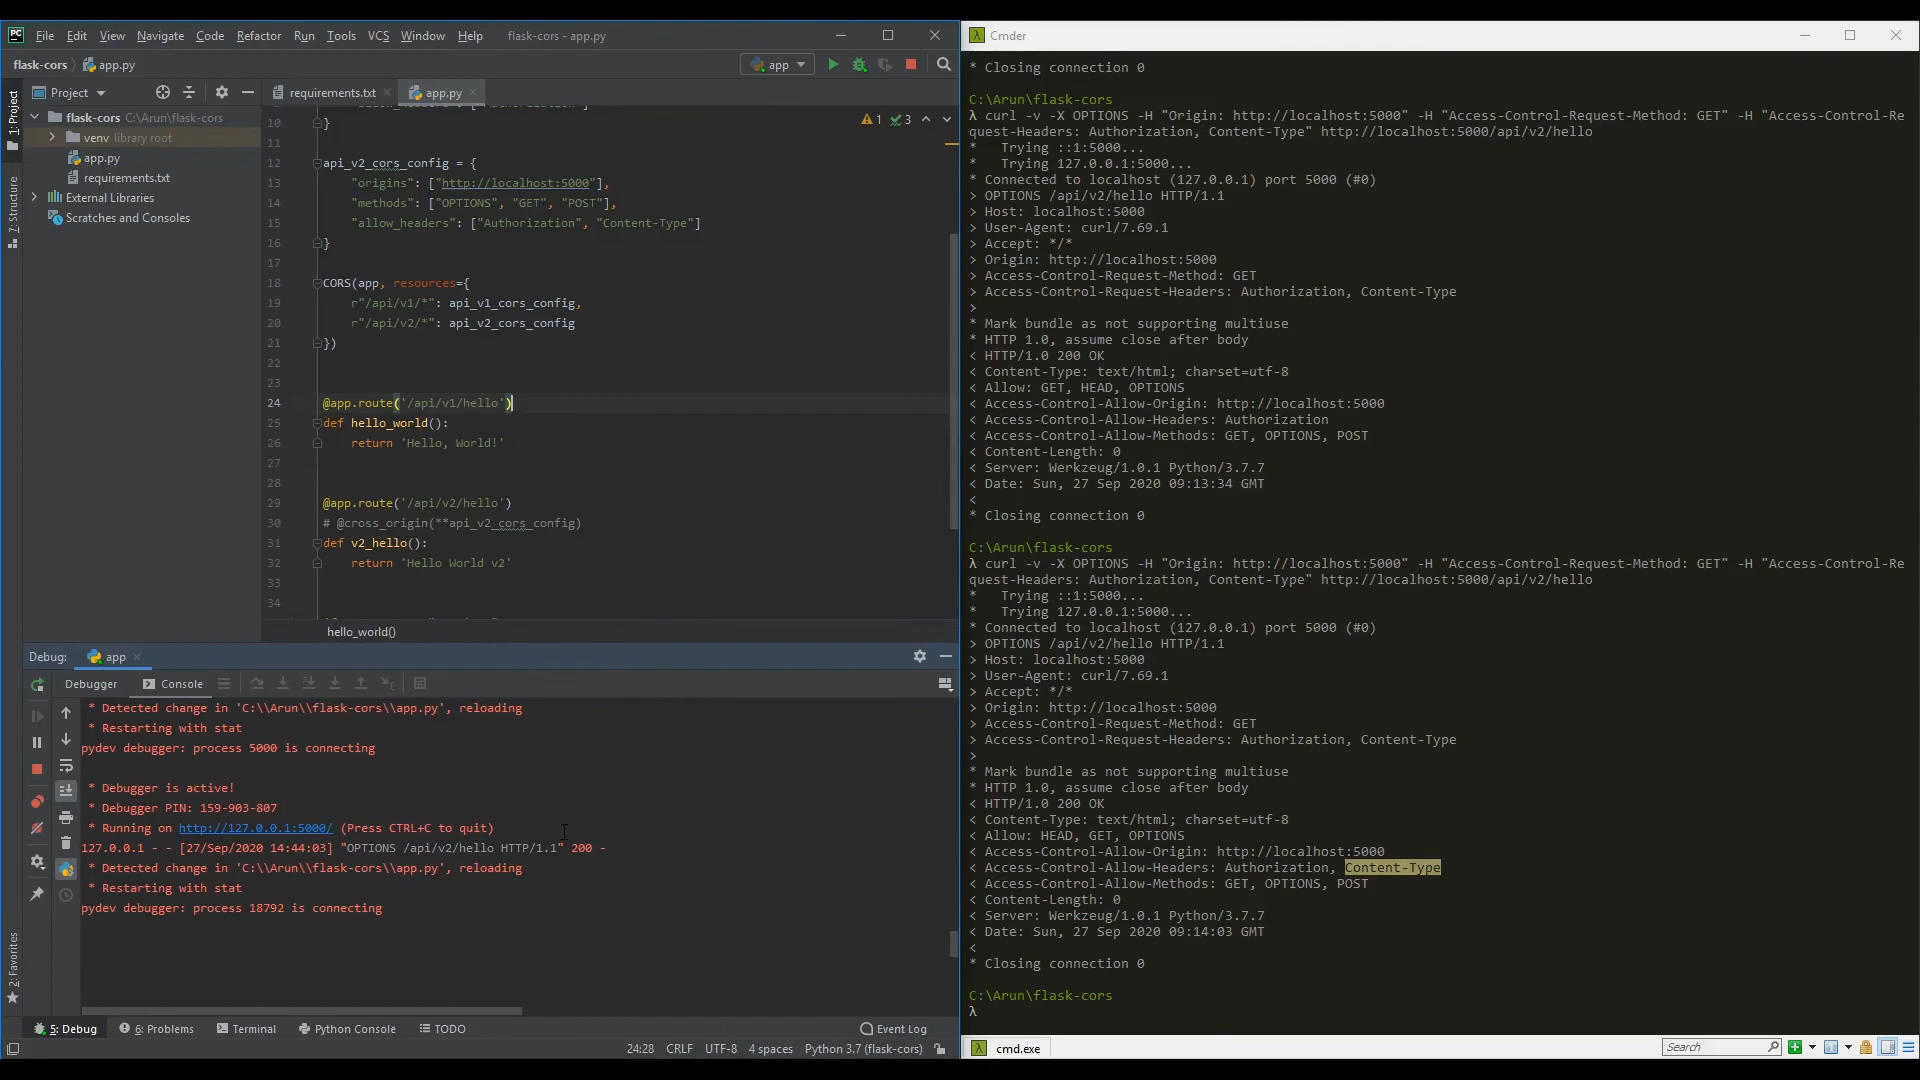 File Edit View Navigate Code Refactor Run Tools VCS Window Help flask-cors - app.py
flask-cors app.py
app
Project
requirements.txt
app.py
flask-cors C:\Arun\flask-cors
venv library root
app.py
requirements.txt
External Libraries
Scratches and Consoles
1: Project
7: Structure
2: Favorites
1 3
10 }
11
12 api_v2_cors_config = {
13 "origins": ["http://localhost:5000"],
14 "methods": ["OPTIONS", "GET", "POST"],
15 "allow_headers": ["Authorization", "Content-Type"]
16 }
17
18 CORS(app, resources={
19 r"/api/v1/*": api_v1_cors_config,
20 r"/api/v2/*": api_v2_cors_config
21 })
22
23
24 @app.route('/api/v1/hello')
25 def hello_world():
26 return 'Hello, World!'
27
28
29 @app.route('/api/v2/hello')
30 # @cross_origin(**api_v2_cors_config)
31 def v2_hello():
32 return 'Hello World v2'
33
34
hello_world()
Debug: app
Debugger Console
* Detected change in 'C:\\Arun\\flask-cors\\app.py', reloading
* Restarting with stat
pydev debugger: process 5000 is connecting
* Debugger is active!
* Debugger PIN: 159-903-807
* Running on http://127.0.0.1:5000/ (Press CTRL+C to quit)
127.0.0.1 - - [27/Sep/2020 14:44:03] "OPTIONS /api/v2/hello HTTP/1.1" 200 -
* Detected change in 'C:\\Arun\\flask-cors\\app.py', reloading
* Restarting with stat
pydev debugger: process 18792 is connecting
5: Debug 6: Problems Terminal Python Console TODO Event Log
24:28 CRLF UTF-8 4 spaces Python 3.7 (flask-cors)
Cmder
* Closing connection 0
C:\Arun\flask-cors
λ curl -v -X OPTIONS -H "Origin: http://localhost:5000" -H "Access-Control-Request-Method: GET" -H "Access-Control-Re
quest-Headers: Authorization, Content-Type" http://localhost:5000/api/v2/hello
* Trying ::1:5000...
* Trying 127.0.0.1:5000...
* Connected to localhost (127.0.0.1) port 5000 (#0)
> OPTIONS /api/v2/hello HTTP/1.1
> Host: localhost:5000
> User-Agent: curl/7.69.1
> Accept: */*
> Origin: http://localhost:5000
> Access-Control-Request-Method: GET
> Access-Control-Request-Headers: Authorization, Content-Type
>
* Mark bundle as not supporting multiuse
* HTTP 1.0, assume close after body
< HTTP/1.0 200 OK
< Content-Type: text/html; charset=utf-8
< Allow: GET, HEAD, OPTIONS
< Access-Control-Allow-Origin: http://localhost:5000
< Access-Control-Allow-Headers: Authorization
< Access-Control-Allow-Methods: GET, OPTIONS, POST
< Content-Length: 0
< Server: Werkzeug/1.0.1 Python/3.7.7
< Date: Sun, 27 Sep 2020 09:13:34 GMT
<
* Closing connection 0
C:\Arun\flask-cors
λ curl -v -X OPTIONS -H "Origin: http://localhost:5000" -H "Access-Control-Request-Method: GET" -H "Access-Control-Re
quest-Headers: Authorization, Content-Type" http://localhost:5000/api/v2/hello
* Trying ::1:5000...
* Trying 127.0.0.1:5000...
* Connected to localhost (127.0.0.1) port 5000 (#0)
> OPTIONS /api/v2/hello HTTP/1.1
> Host: localhost:5000
> User-Agent: curl/7.69.1
> Accept: */*
> Origin: http://localhost:5000
> Access-Control-Request-Method: GET
> Access-Control-Request-Headers: Authorization, Content-Type
>
* Mark bundle as not supporting multiuse
* HTTP 1.0, assume close after body
< HTTP/1.0 200 OK
< Content-Type: text/html; charset=utf-8
< Allow: HEAD, GET, OPTIONS
< Access-Control-Allow-Origin: http://localhost:5000
< Access-Control-Allow-Headers: Authorization, Content-Type
< Access-Control-Allow-Methods: GET, OPTIONS, POST
< Content-Length: 0
< Server: Werkzeug/1.0.1 Python/3.7.7
< Date: Sun, 27 Sep 2020 09:14:03 GMT
<
* Closing connection 0
C:\Arun\flask-cors
λ
cmd.exe
Search